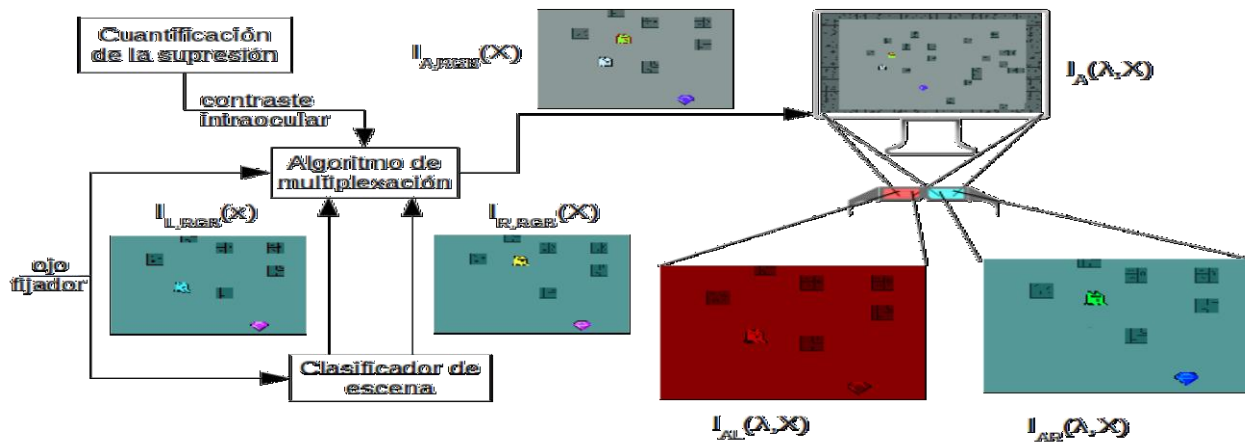 Cuantificación
de la supresión
contraste
intraocular
I_A,RGB(X)
I_A(λ,X)
Algoritmo de
multiplexación
I_L,RGB(X)
I_R,RGB(X)
ojo
fijador
Clasificador de
escena
I_AL(λ,X)
I_AR(λ,X)